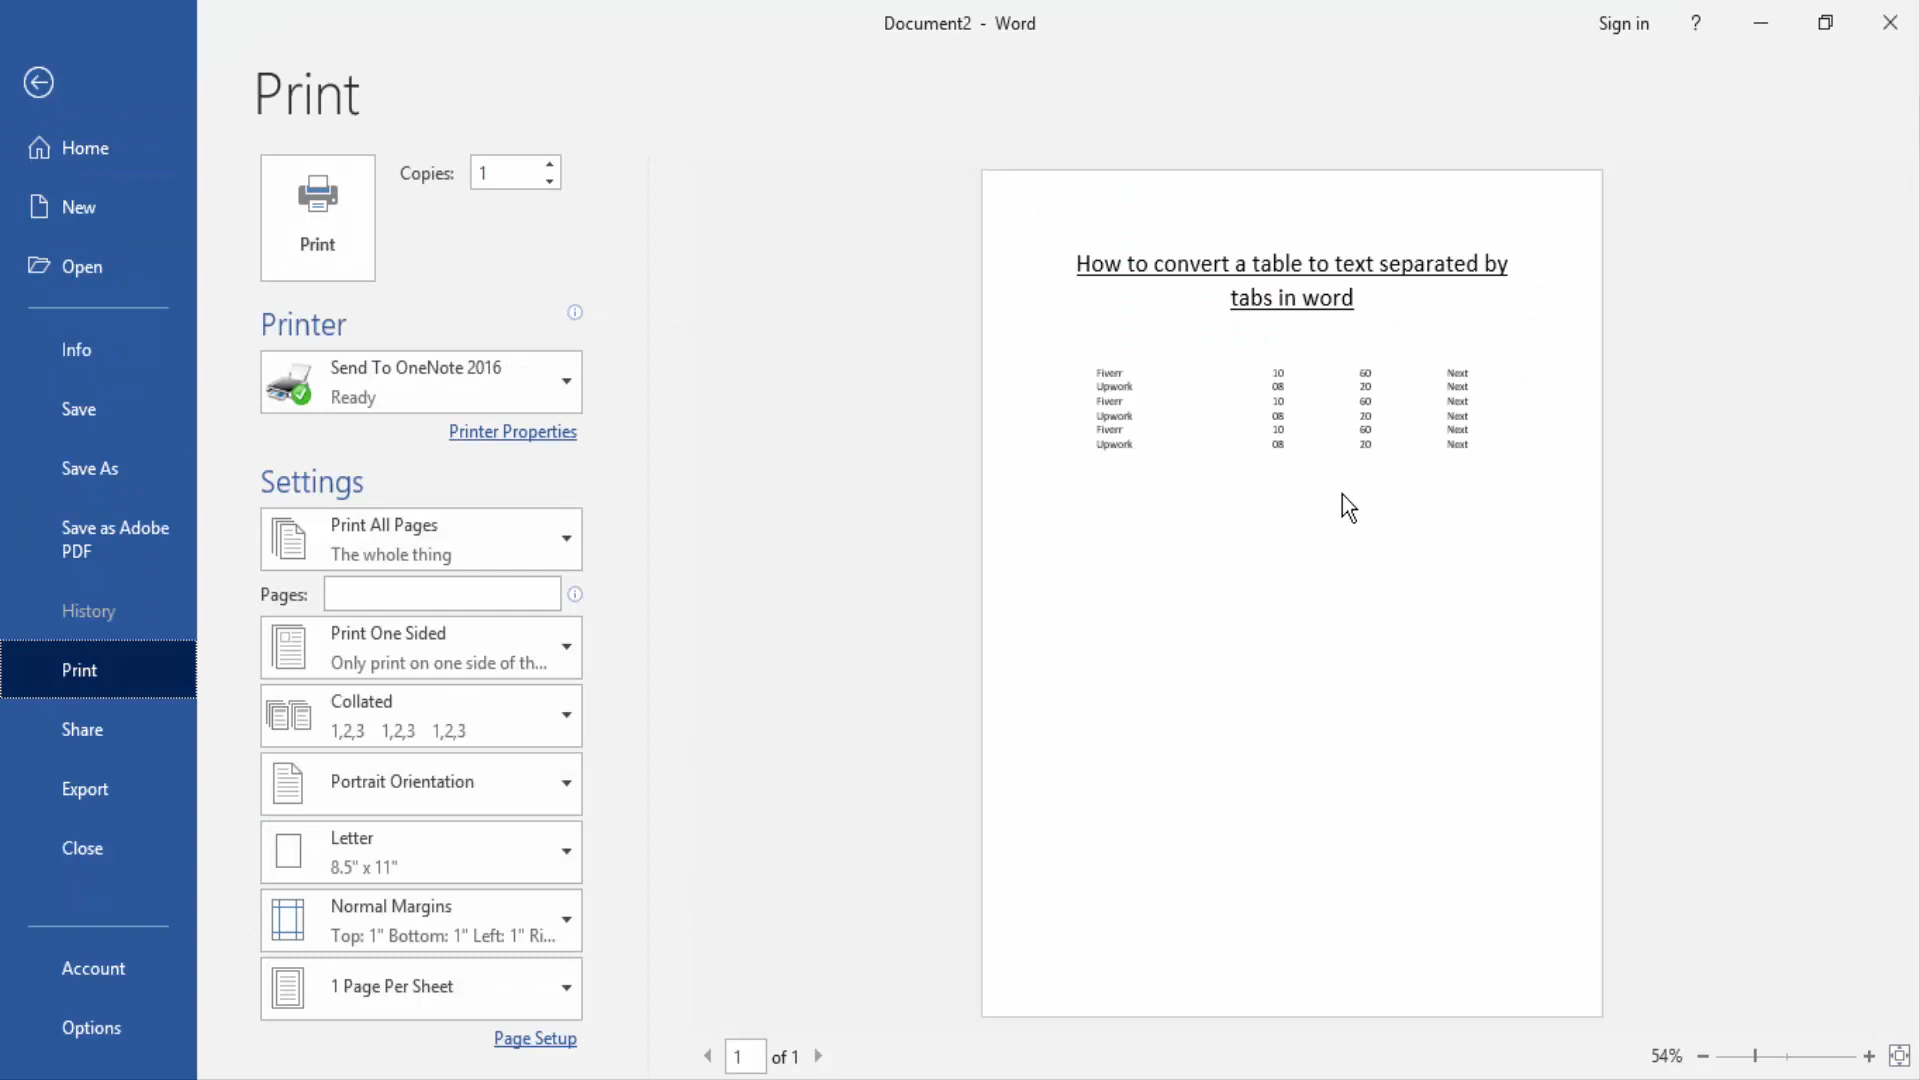 Document2 - Word
Sign in ?
Print
Home
New
Open
Info
Save
Save As
Save as Adobe
PDF
History
Print
Share
Export
Close
Account
Options
Print
Copies: 1
Printer
Send To OneNote 2016
Ready
Printer Properties
Settings
Print All Pages
The whole thing
Pages:
Print One Sided
Only print on one side of th...
Collated
1,2,3 1,2,3 1,2,3
Portrait Orientation
Letter
8.5" x 11"
Normal Margins
Top: 1" Bottom: 1" Left: 1" Ri...
1 Page Per Sheet
Page Setup
How to convert a table to text separated by
tabs in word
Fiverr 10 60 Next
Upwork 08 20 Next
Fiverr 10 60 Next
Upwork 08 20 Next
Fiverr 10 60 Next
Upwork 08 20 Next
1 of 1
54%